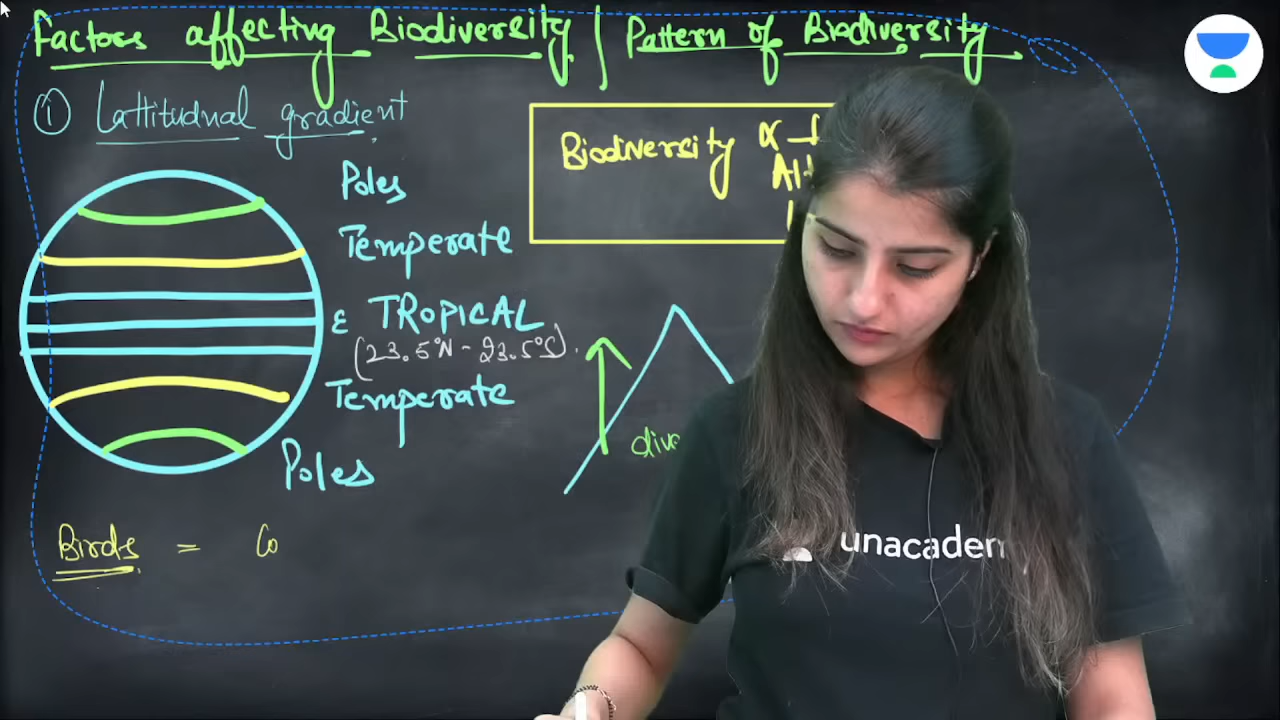 Factors affecting Biodiversity | Pattern of Biodiversity
① Lattitudnal gradient
Biodiversity ∝
Alt
Poles
Temperate
ε TROPICAL
(23.5°N - 23.5°S).
Temperate
Poles
dive
Birds = Co
unacadem